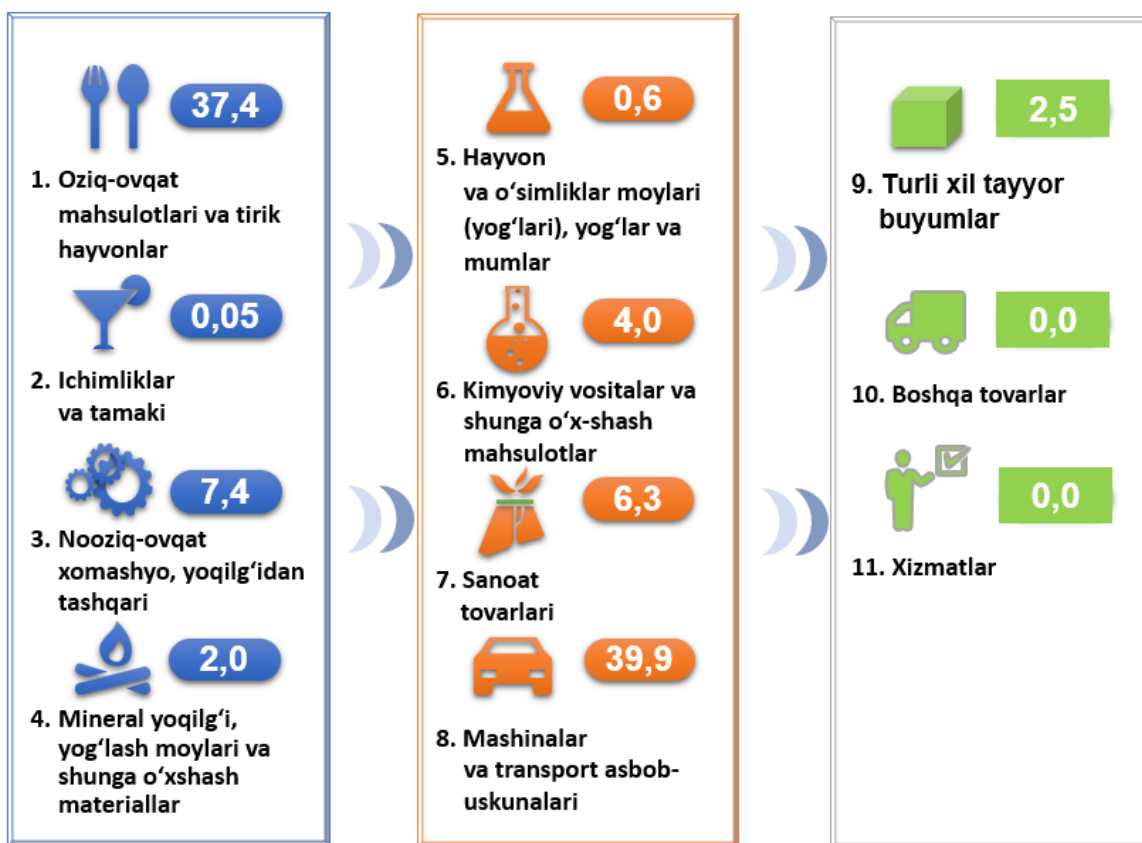 37,4
1. Oziq-ovqat
mahsulotlari va tirik
hayvonlar
0,05
2. Ichimliklar
va tamaki
7,4
3. Nooziq-ovqat
xomashyo, yoqilg‘idan
tashqari
2,0
4. Mineral yoqilg‘i,
yog‘lash moylari va
shunga o‘xshash
materiallar
0,6
5. Hayvon
va o‘simliklar moylari
(yog‘lari), yog‘lar va
mumlar
4,0
6. Kimyoviy vositalar va
shunga o‘x-shash
mahsulotlar
6,3
7. Sanoat
tovarlari
39,9
8. Mashinalar
va transport asbob-
uskunalari
2,5
9. Turli xil tayyor
buyumlar
0,0
10. Boshqa tovarlar
0,0
11. Xizmatlar